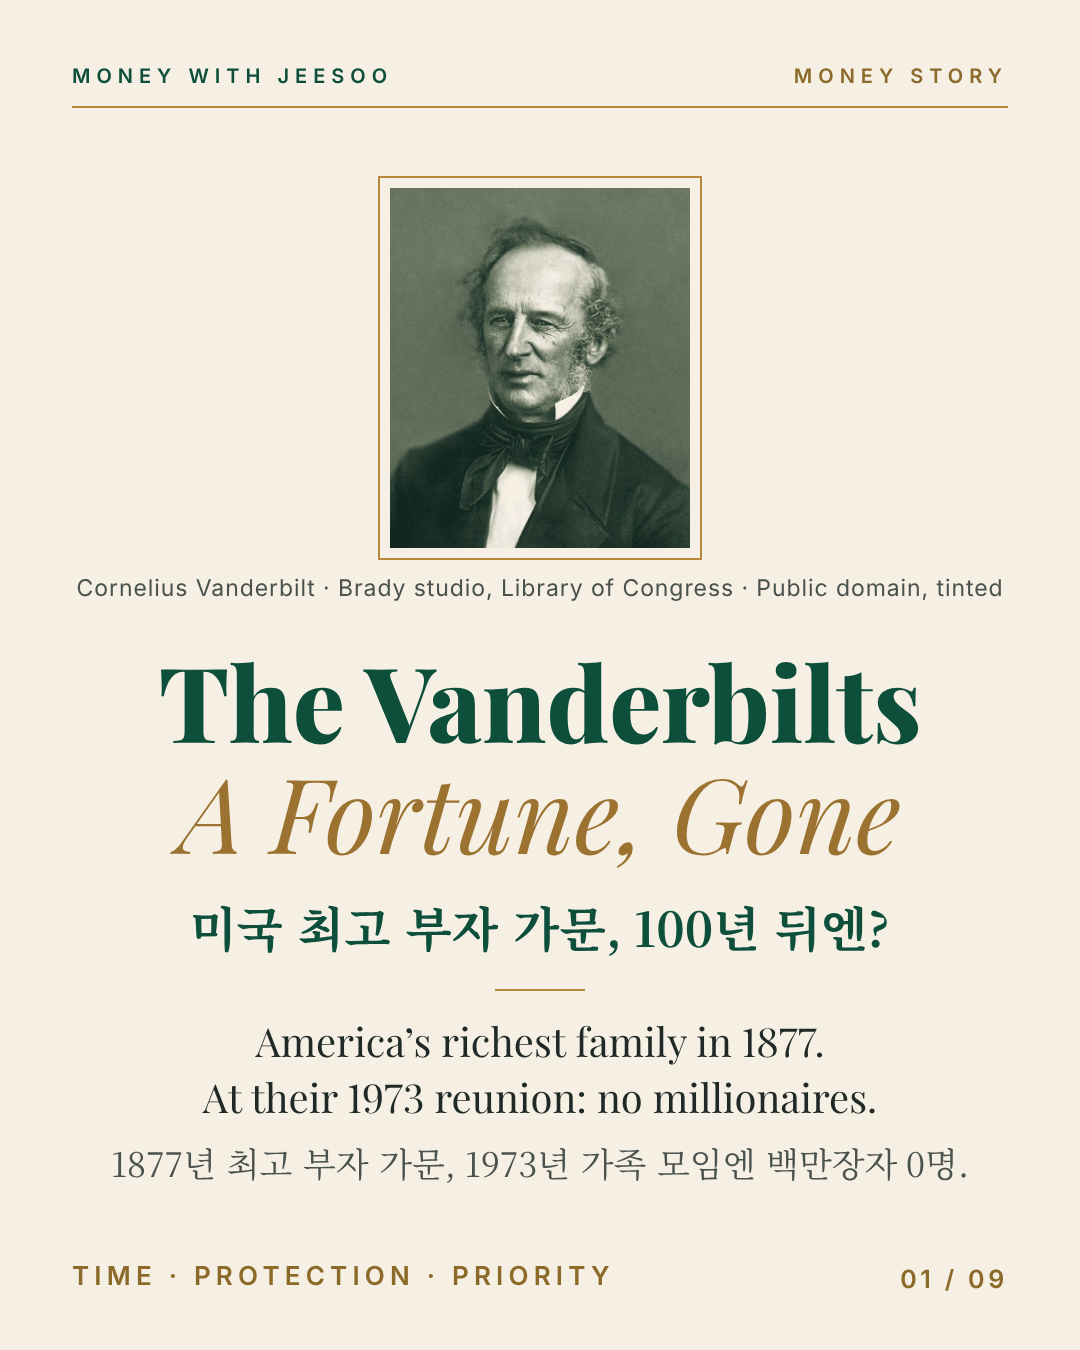 MONEY WITH JEESOO
MONEY STORY
Cornelius Vanderbilt · Brady studio, Library of Congress · Public domain, tinted
The Vanderbilts
A Fortune, Gone
미국 최고 부자 가문, 100년 뒤엔?
America’s richest family in 1877.
At their 1973 reunion: no millionaires.
1877년 최고 부자 가문, 1973년 가족 모임엔 백만장자 0명.
TIME · PROTECTION · PRIORITY
01 / 09